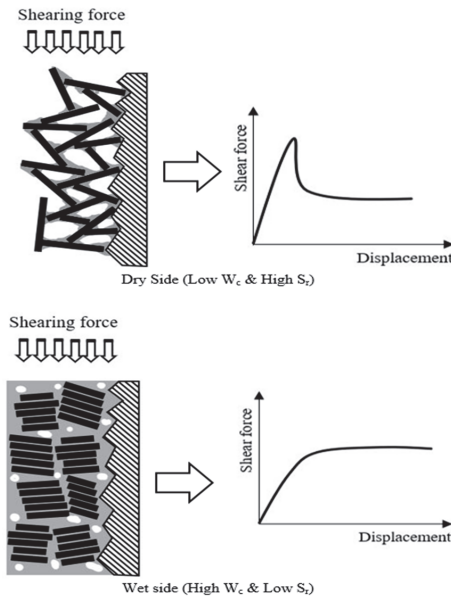 Shearing force
Shear force
Displacement
Dry Side (Low Wc & High Sr)
Shearing force
Shear force
Displacement
Wet side (High Wc & Low Sr)